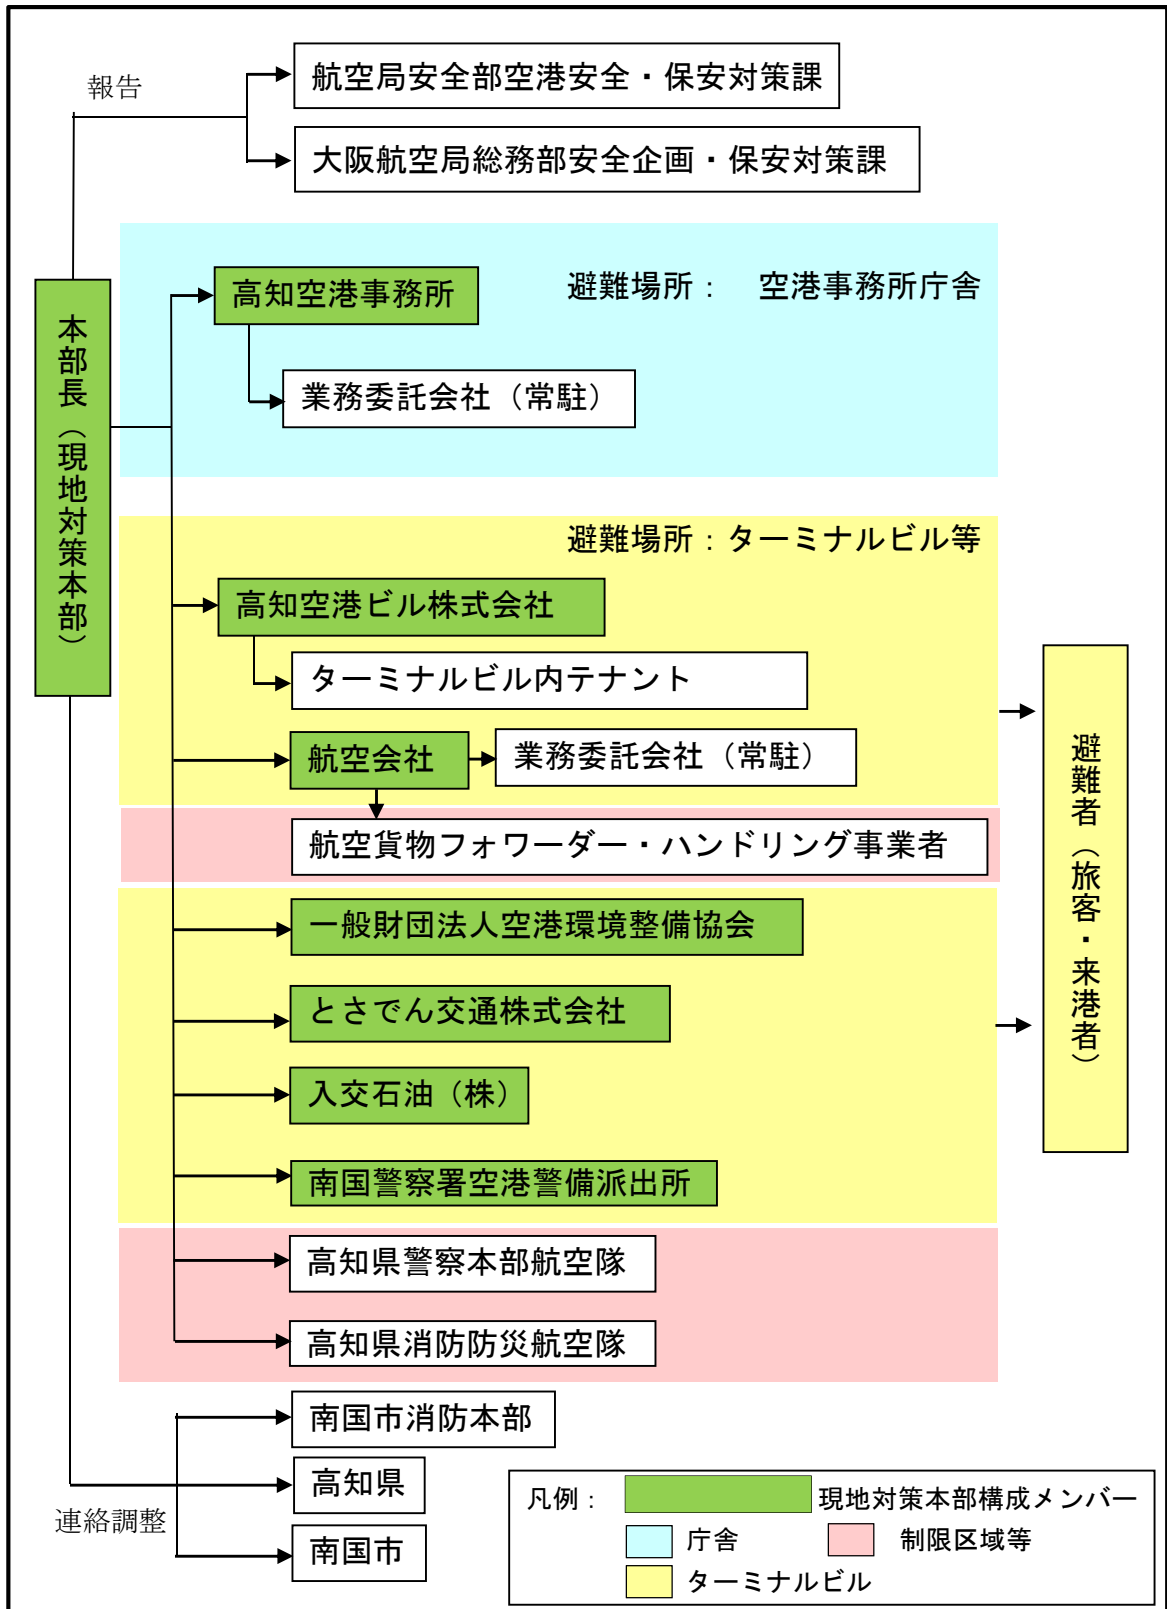 報告
航空局安全部空港安全・保安対策課
大阪航空局総務部安全企画・保安対策課
本部長（現地対策本部）
高知空港事務所
避難場所： 空港事務所庁舎
業務委託会社（常駐）
避難場所：ターミナルビル等
高知空港ビル株式会社
ターミナルビル内テナント
航空会社
業務委託会社（常駐）
航空貨物フォワーダー・ハンドリング事業者
一般財団法人空港環境整備協会
とさでん交通株式会社
入交石油（株）
南国警察署空港警備派出所
高知県警察本部航空隊
高知県消防防災航空隊
避難者（旅客・来港者）
南国市消防本部
高知県
連絡調整
南国市
凡例： 現地対策本部構成メンバー
庁舎 制限区域等
ターミナルビル